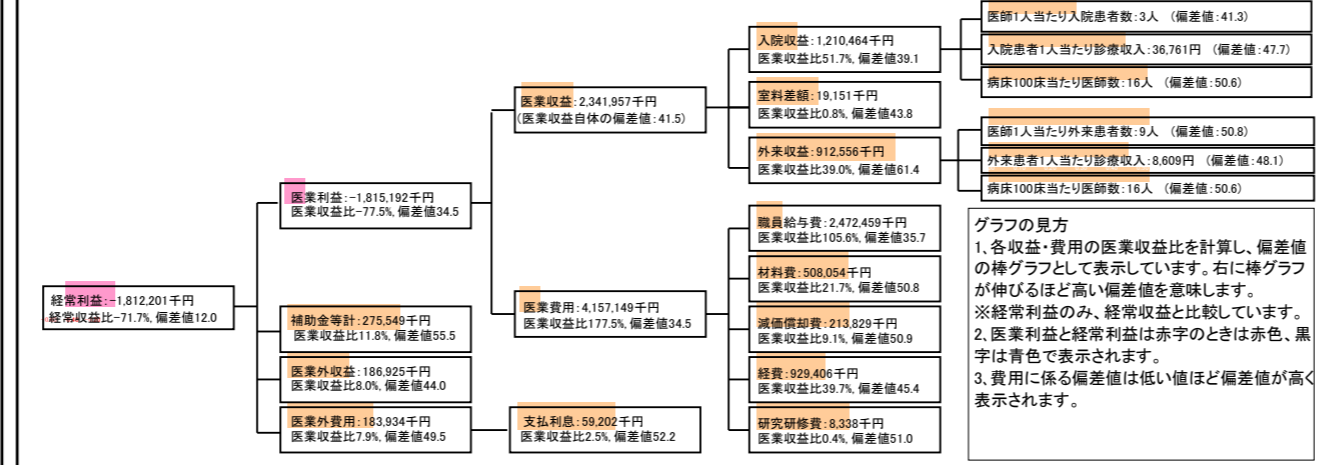 経常利益:-1,812,201千円
経常収比-71.7%, 偏差値12.0
医業利益:-1,815,192千円
医業収益比-77.5%, 偏差値34.5
補助金等計:275,549千円
医業収益比11.8%, 偏差値55.5
医業外収益:186,925千円
医業収益比8.0%, 偏差値44.0
医業外費用:183,934千円
医業収益比7.9%, 偏差値49.5
医業収益:2,341,957千円
(医業収益自体の偏差値:41.5)
医業費用:4,157,149千円
医業収益比177.5%, 偏差値34.5
支払利息:59,202千円
医業収益比2.5%, 偏差値52.2
入院収益:1,210,464千円
医業収益比51.7%, 偏差値39.1
室料差額:19,151千円
医業収益比0.8%, 偏差値43.8
外来収益:912,556千円
医業収益比39.0%, 偏差値61.4
職員給与費:2,472,459千円
医業収益比105.6%, 偏差値35.7
材料費:508,054千円
医業収益比21.7%, 偏差値50.8
減価償却費:213,829千円
医業収益比9.1%, 偏差値50.9
経費:929,406千円
医業収益比39.7%, 偏差値45.4
研究研修費:8,338千円
医業収益比0.4%, 偏差値51.0
医師1人当たり入院患者数:3人 (偏差値:41.3)
入院患者1人当たり診療収入:36,761円 (偏差値:47.7)
病床100床当たり医師数:16人 (偏差値:50.6)
医師1人当たり外来患者数:9人 (偏差値:50.8)
外来患者1人当たり診療収入:8,609円 (偏差値:48.1)
病床100床当たり医師数:16人 (偏差値:50.6)
グラフの見方
1、各収益・費用の医業収益比を計算し、偏差値
の棒グラフとして表示しています。右に棒グラフ
が伸びるほど高い偏差値を意味します。
※経常利益のみ、経常収益と比較しています。
2、医業利益と経常利益は赤字のときは赤色、黒
字は青色で表示されます。
3、費用に係る偏差値は低い値ほど偏差値が高く
表示されます。